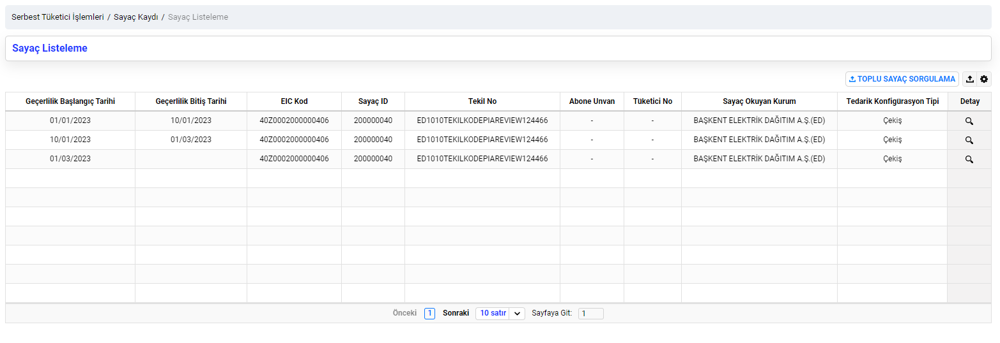 Serbest Tüketici İşlemleri / Sayaç Kaydı / Sayaç Listeleme
Sayaç Listeleme
TOPLU SAYAÇ SORGULAMA
Geçerlilik Başlangıç Tarihi Geçerlilik Bitiş Tarihi EIC Kod Sayaç ID Tekil No Abone Unvan Tüketici No Sayaç Okuyan Kurum Tedarik Konfigürasyon Tipi Detay
01/01/2023 10/01/2023 40Z0002000000406 200000040 ED1010TEKILKODEPIAREVIEW124466 - - BAŞKENT ELEKTRİK DAĞITIM A.Ş.(ED) Çekiş
10/01/2023 01/03/2023 40Z0002000000406 200000040 ED1010TEKILKODEPIAREVIEW124466 - - BAŞKENT ELEKTRİK DAĞITIM A.Ş.(ED) Çekiş
01/03/2023 40Z0002000000406 200000040 ED1010TEKILKODEPIAREVIEW124466 - - BAŞKENT ELEKTRİK DAĞITIM A.Ş.(ED) Çekiş
Önceki 1 Sonraki 10 satır Sayfaya Git: 1